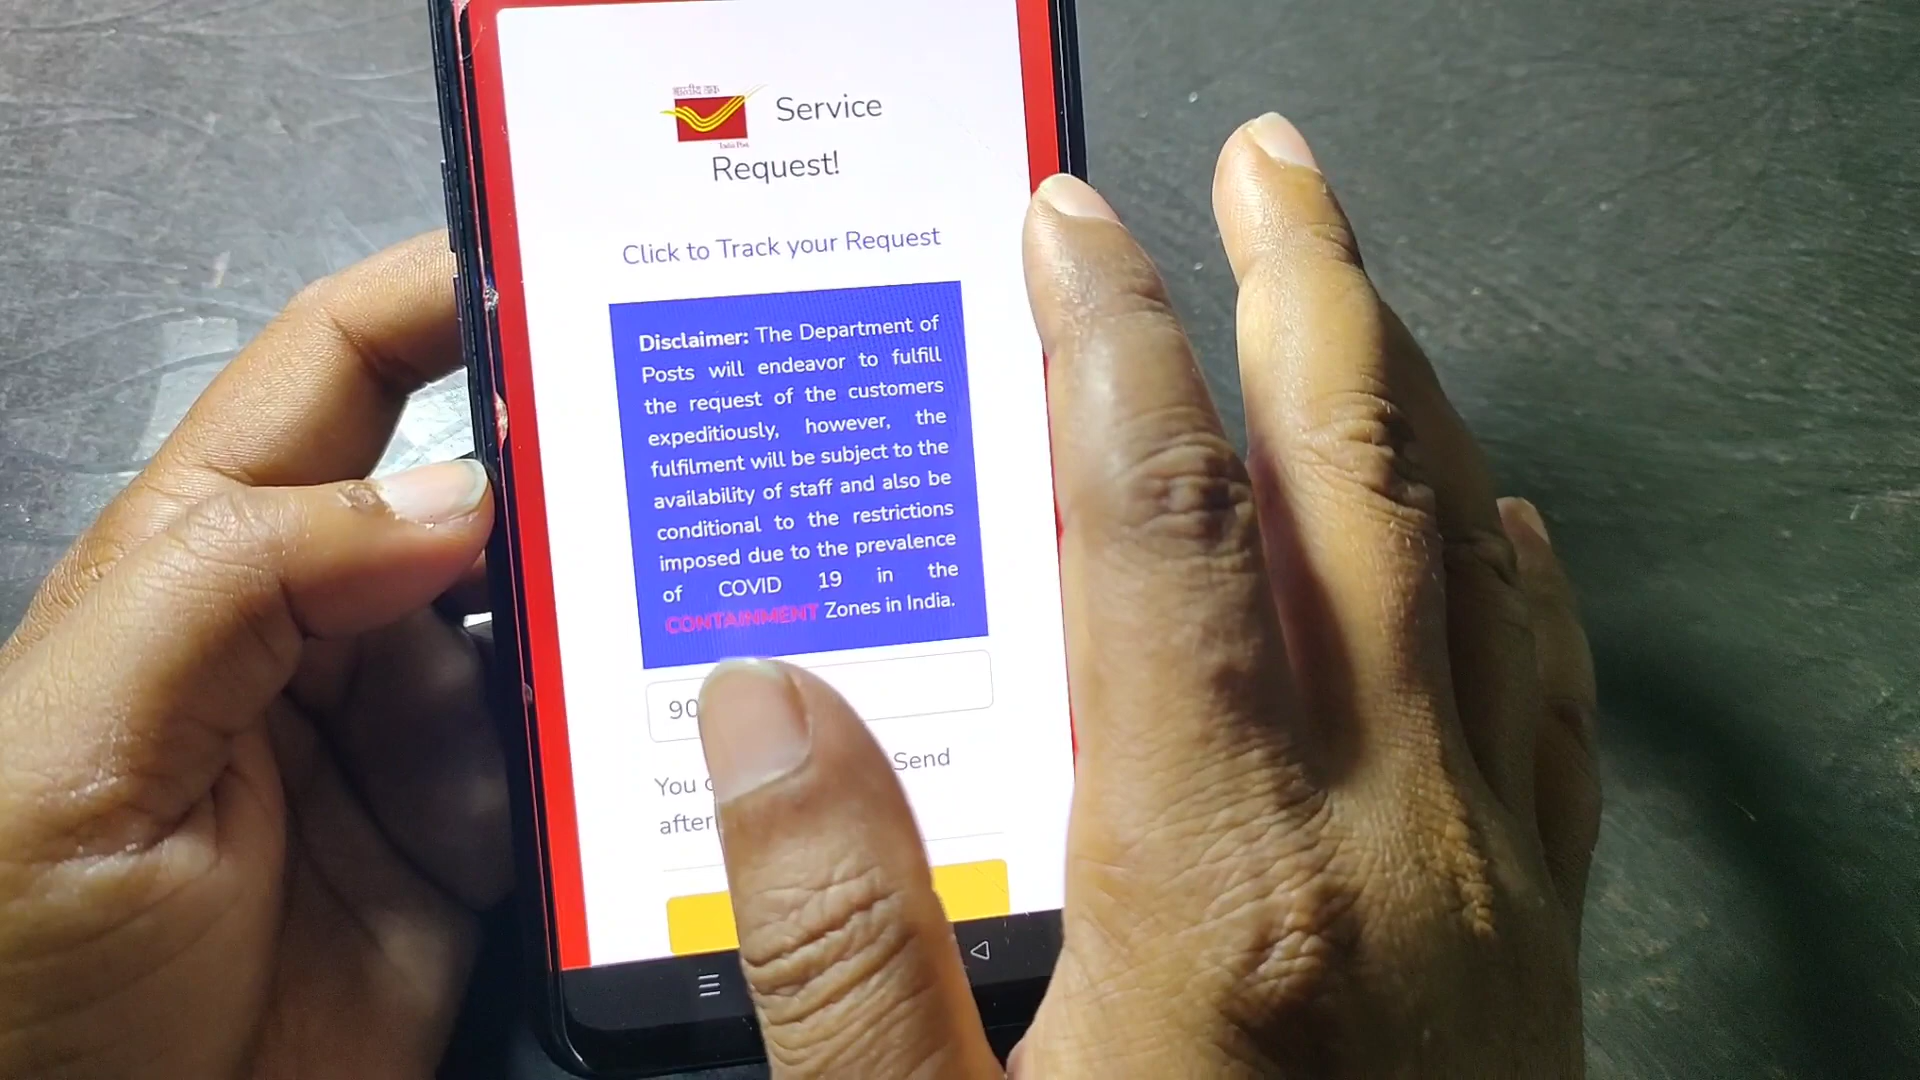 भारतीय डाक
India Post
Service
Request!
Click to Track your Request
Disclaimer: The Department of
Posts will endeavor to fulfill
the request of the customers
expeditiously, however, the
fulfilment will be subject to the
availability of staff and also be
conditional to the restrictions
imposed due to the prevalence
of COVID 19 in the
CONTAINMENT Zones in India.
90
You Send
after